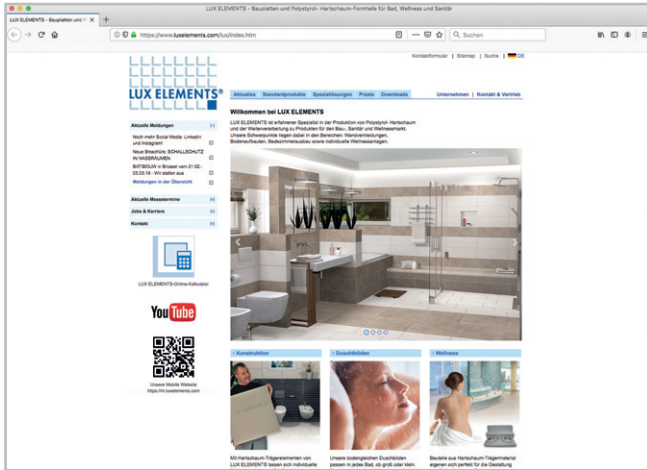 LUX ELEMENTS - Bauplatten und Polystyrol- Hartschaum-Formteile für Bad, Wellness und Sanitär
LUX ELEMENTS - Bauplatten und P
https://www.luxelements.com/lux/index.htm
Suchen
Kontaktformular | Sitemap | Suche | DE
LUX ELEMENTS®
Aktuelles Standardprodukte Speziallösungen Praxis Downloads
Unternehmen | Kontakt & Vertrieb
Aktuelle Meldungen
Noch mehr Social Media: LinkedIn
und Instagram!
Neue Broschüre: SCHALLSCHUTZ
IN NASSRÄUMEN
BATIBOUW in Brüssel vom 21.02.-
03.03.19 - Wir stellen aus
Meldungen in der Übersicht
Aktuelle Messetermine
Jobs & Karriere
Kontakt
LUX ELEMENTS-Online-Kalkulator
YouTube
Unsere Mobile Website
https://m.luxelements.com
Willkommen bei LUX ELEMENTS
LUX ELEMENTS ist erfahrener Spezialist in der Produktion von Polystyrol- Hartschaum
und der Weiterverarbeitung zu Produkten für den Bau-, Sanitär und Wellnessmarkt.
Unsere Schwerpunkte liegen dabei in den Bereichen: Wandverkleidungen,
Bodenaufbauten, Badezimmerausbau sowie individuelle Wellnessanlagen.
› Konstruktion
Mit Hartschaum-Trägerelementen von
LUX ELEMENTS lassen sich individuelle
› Duschtbilden
Unsere bodengleichen Duschtbilden
passen in jedes Bad, ob groß oder klein.
› Wellness
Bauteile aus Hartschaum-Trägermaterial
eignen sich perfekt für die Gestaltung